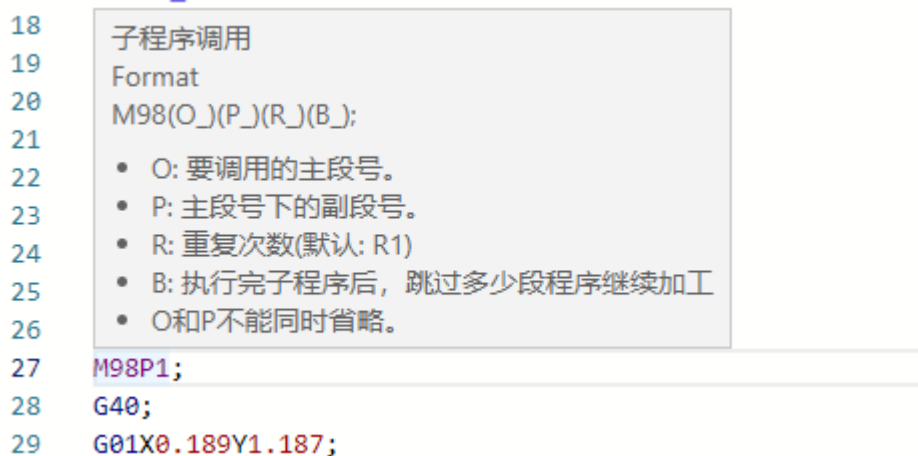 18
子程序调用
19
Format
20
M98(O_)(P_)(R_)(B_);
21
22
• O: 要调用的主段号。
23
• P: 主段号下的副段号。
24
• R: 重复次数(默认: R1)
25
• B: 执行完子程序后，跳过多少段程序继续加工
26
• O和P不能同时省略。
27 M98P1;
28 G40;
29 G01X0.189Y1.187;